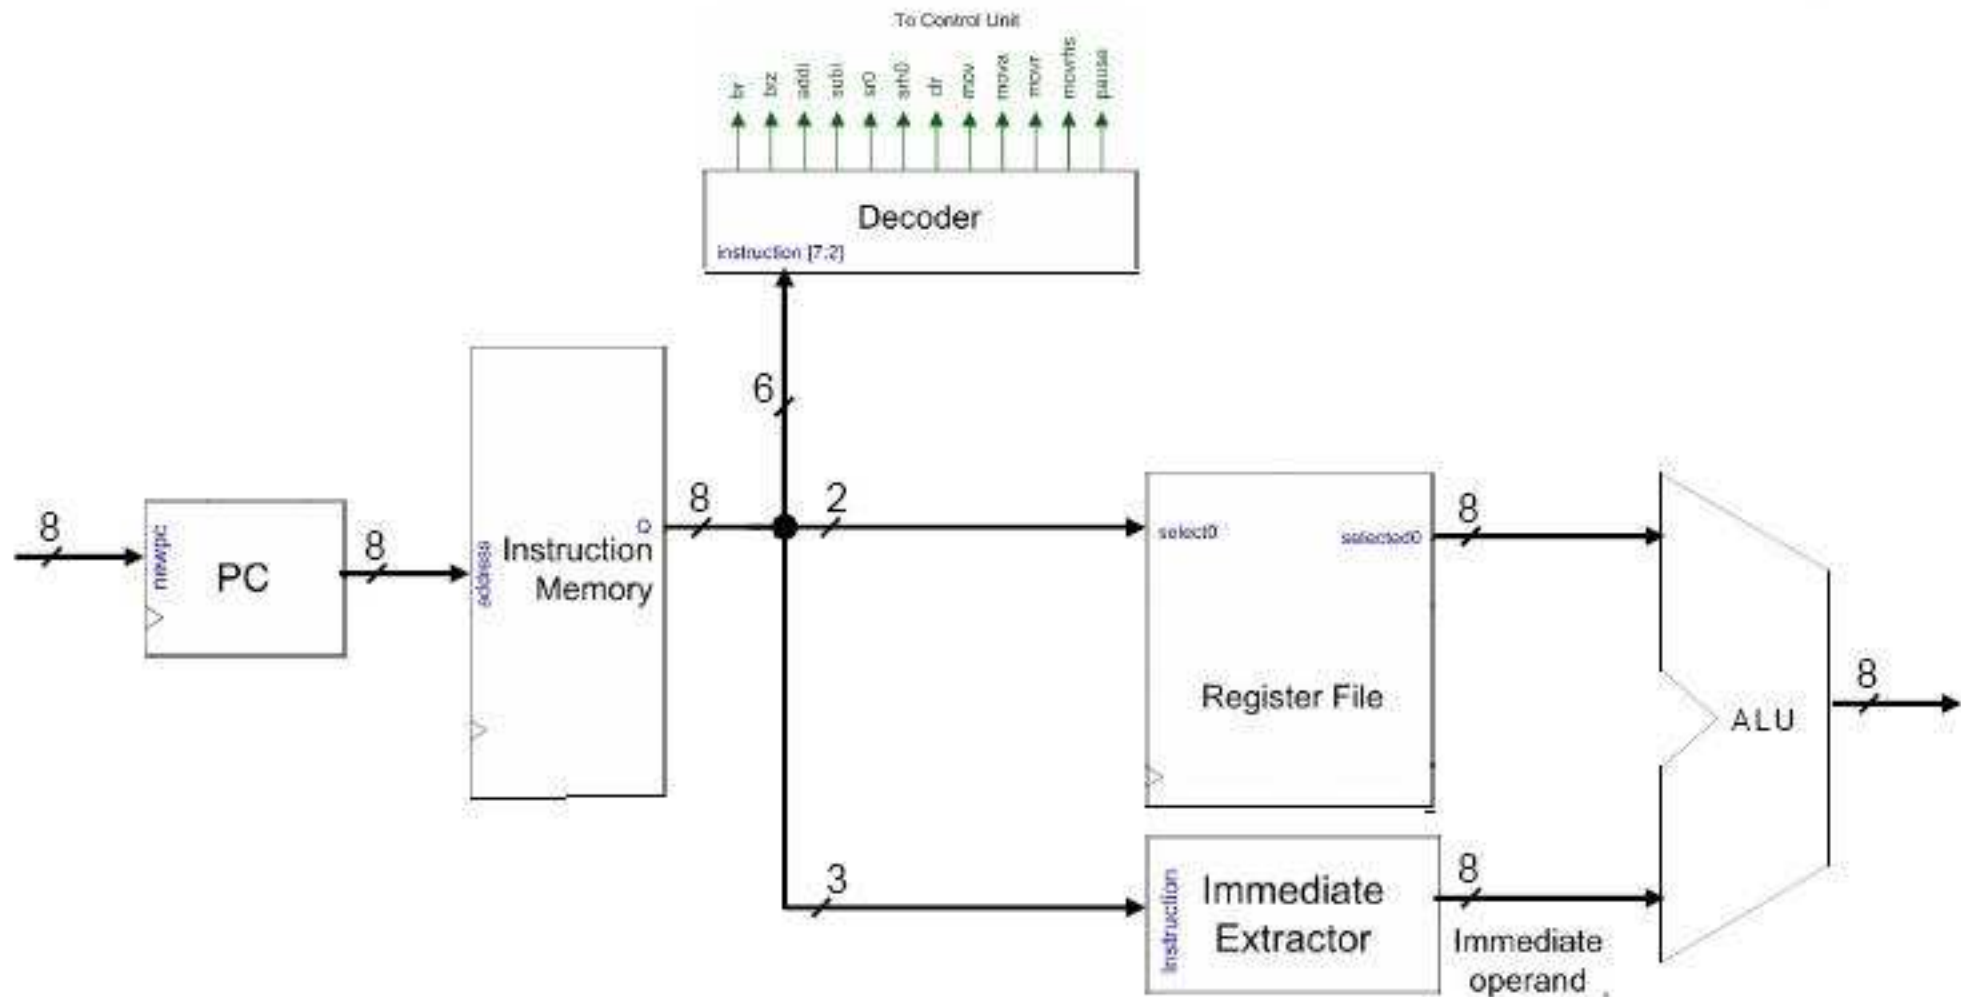 To Control Unit
br
brz
addi
subi
sr0
srh0
clr
mov
mova
movr
movrhs
pause
Decoder
instruction [7:2]
6
8
newpc
PC
8
address
Q
Instruction
Memory
8
2
select0
selected0
Register File
8
ALU
8
3
Instruction
Immediate
Extractor
8
Immediate
operand